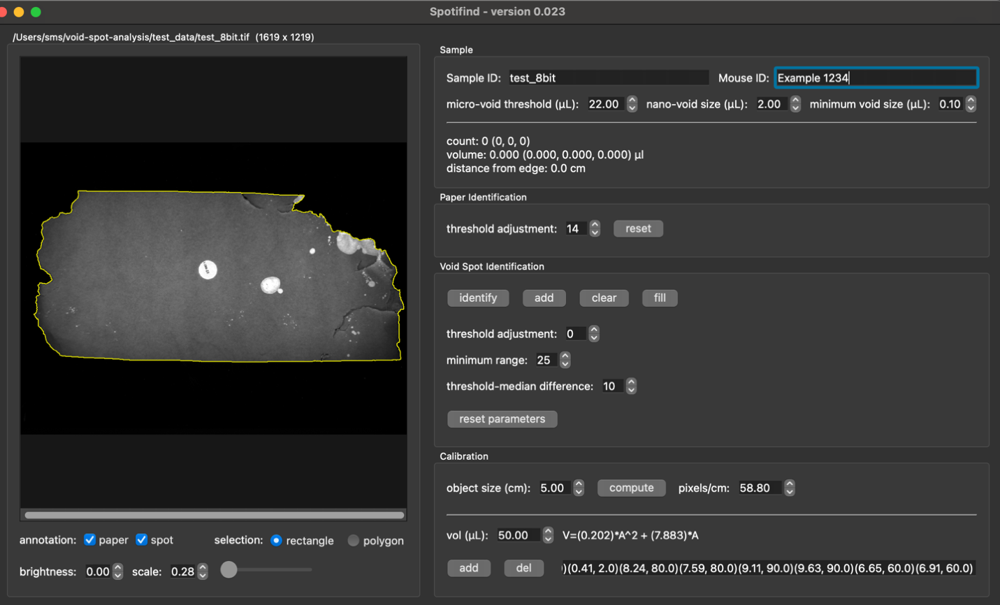 Spotifind - version 0.023
/Users/sms/void-spot-analysis/test_data/test_8bit.tif (1619 x 1219)
Sample
Sample ID: test_8bit Mouse ID: Example 1234
micro-void threshold (µL): 22.00 nano-void size (µL): 2.00 minimum void size (µL): 0.10
count: 0 (0, 0, 0)
volume: 0.000 (0.000, 0.000, 0.000) µl
distance from edge: 0.0 cm
Paper Identification
threshold adjustment: 14 reset
Void Spot Identification
identify add clear fill
threshold adjustment: 0
minimum range: 25
threshold-median difference: 10
reset parameters
Calibration
object size (cm): 5.00 compute pixels/cm: 58.80
vol (µL): 50.00 V=(0.202)*A^2 + (7.883)*A
add del )(0.41, 2.0)(8.24, 80.0)(7.59, 80.0)(9.11, 90.0)(9.63, 90.0)(6.65, 60.0)(6.91, 60.0)
annotation: paper spot selection: rectangle polygon
brightness: 0.00 scale: 0.28